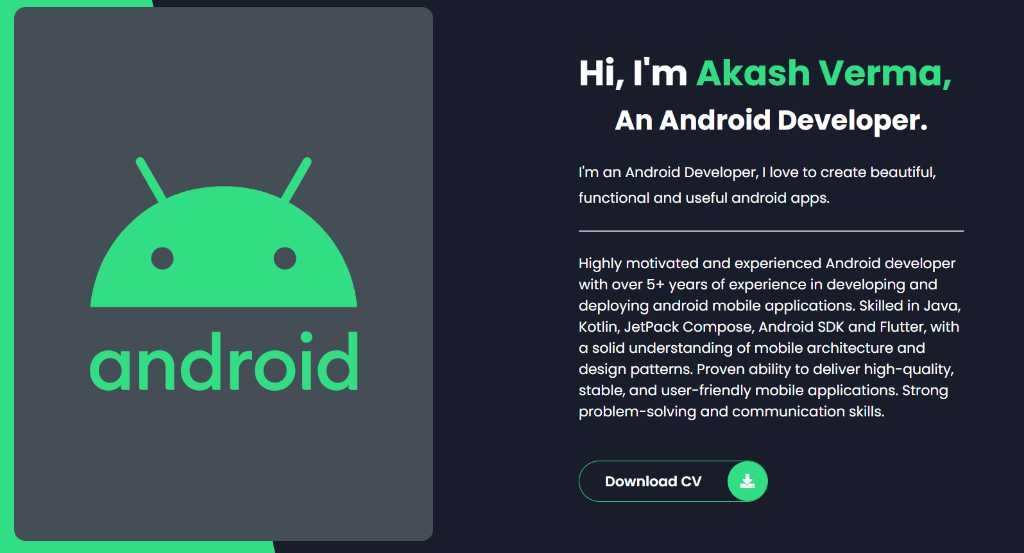 android
Hi, I'm Akash Verma,
An Android Developer.
I'm an Android Developer, I love to create beautiful,
functional and useful android apps.
Highly motivated and experienced Android developer
with over 5+ years of experience in developing and
deploying android mobile applications. Skilled in Java,
Kotlin, JetPack Compose, Android SDK and Flutter, with
a solid understanding of mobile architecture and
design patterns. Proven ability to deliver high-quality,
stable, and user-friendly mobile applications. Strong
problem-solving and communication skills.
Download CV